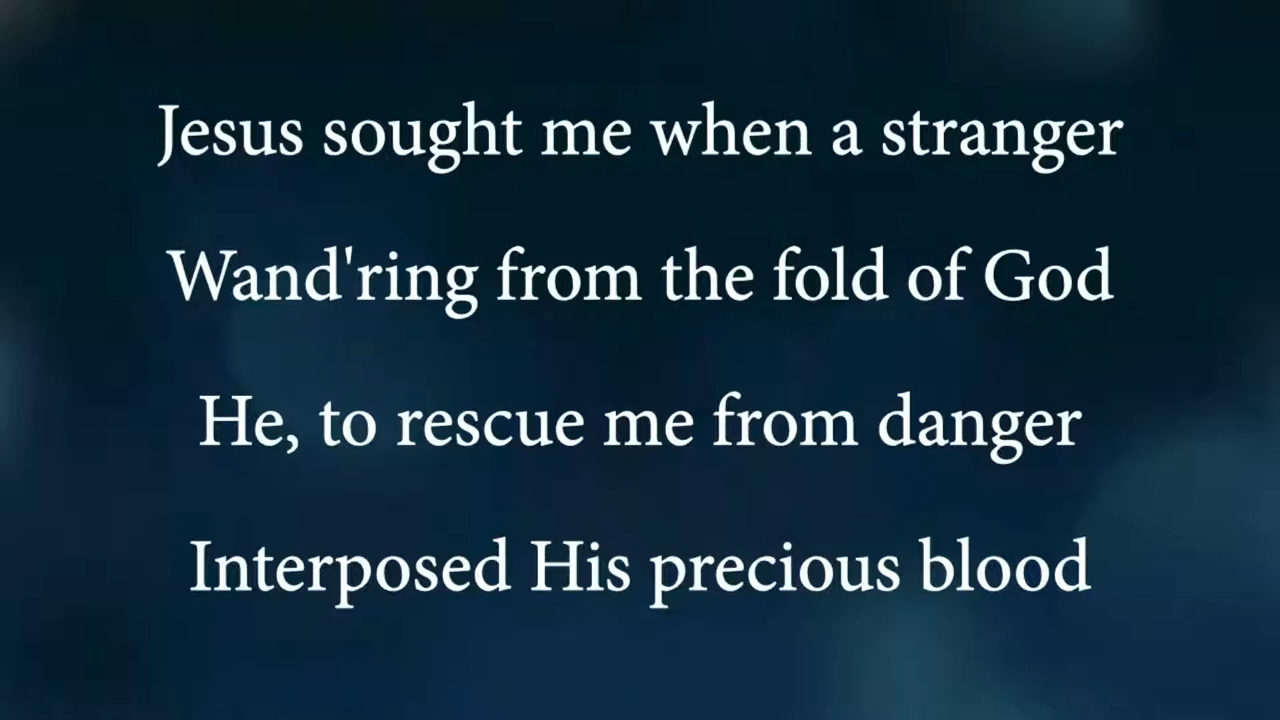 Jesus sought me when a stranger
Wand'ring from the fold of God
He, to rescue me from danger
Interposed His precious blood